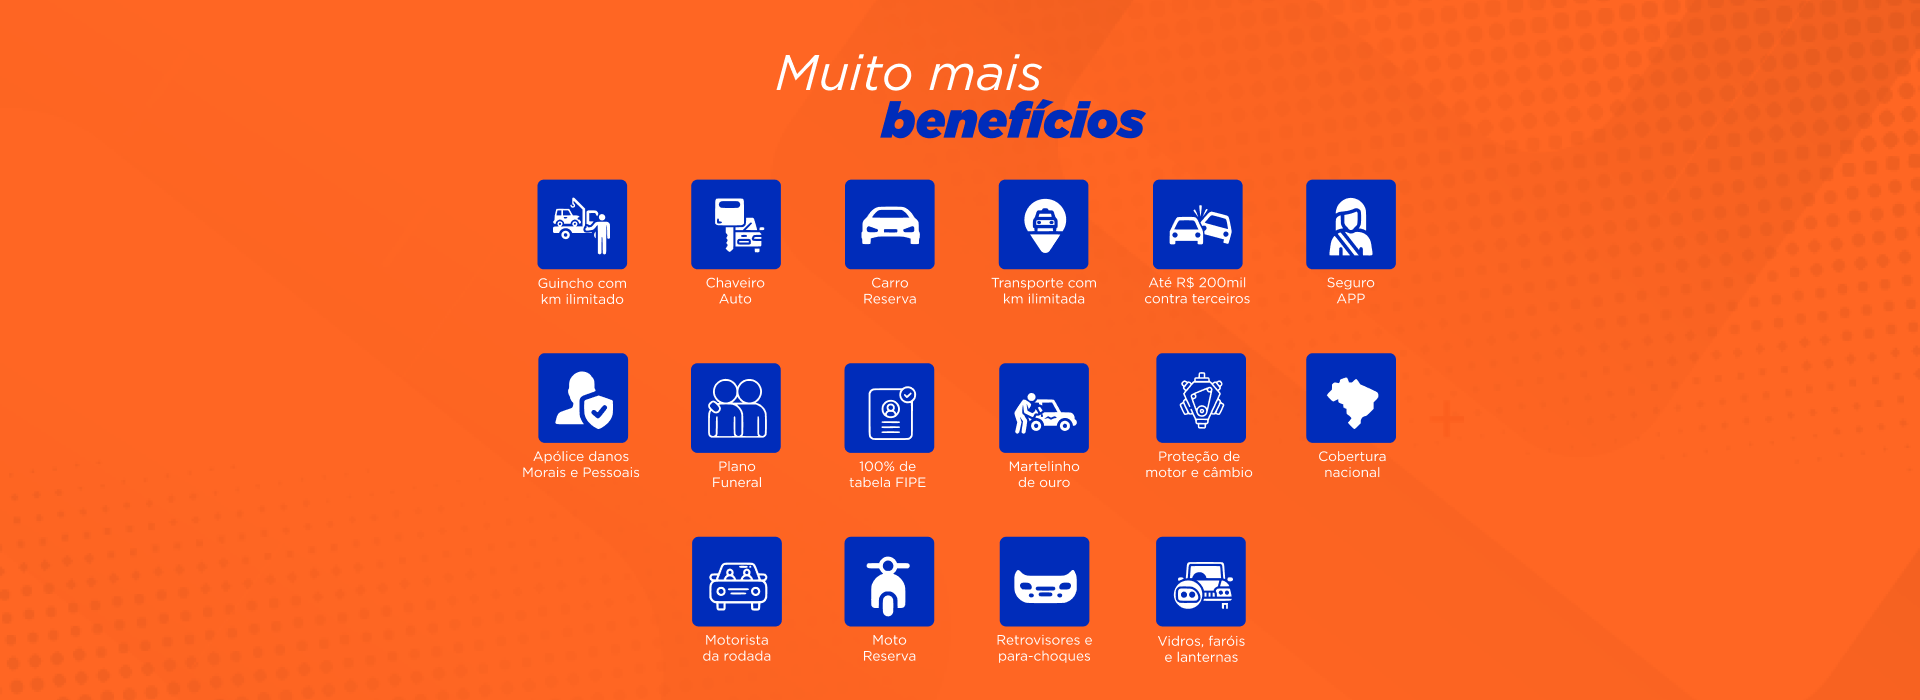 Muito mais
benefícios
Guincho com
km ilimitado
Chaveiro
Auto
Carro
Reserva
Transporte com
km ilimitada
Até R$ 200mil
contra terceiros
Seguro
APP
Apólice danos
Morais e Pessoais
Plano
Funeral
100% de
tabela FIPE
Martelinho
de ouro
Proteção de
motor e câmbio
Cobertura
nacional
Motorista
da rodada
Moto
Reserva
Retrovisores e
para-choques
Vidros, faróis
e lanternas